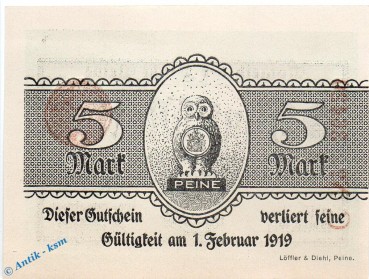 5 5
Mark Mark
PEINE
Dieser Gutschein verliert seine
Gültigkeit am 1. Februar 1919
Löffler & Diehl, Peine.
© Antik - ksm